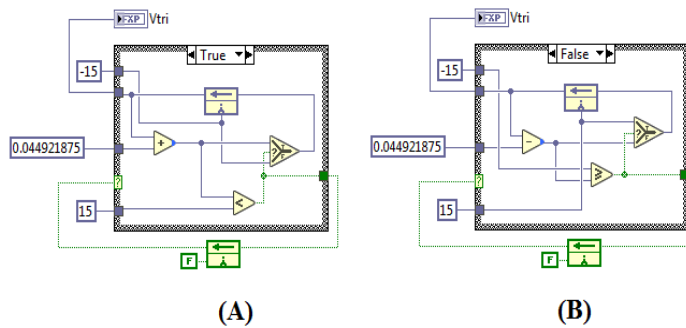 FXP Vtri
True
-15
+
T
?
F
0.044921875
<
?
15
F
i
(A)
FXP Vtri
False
-15
-
T
?
F
0.044921875
≥
?
15
F
i
(B)